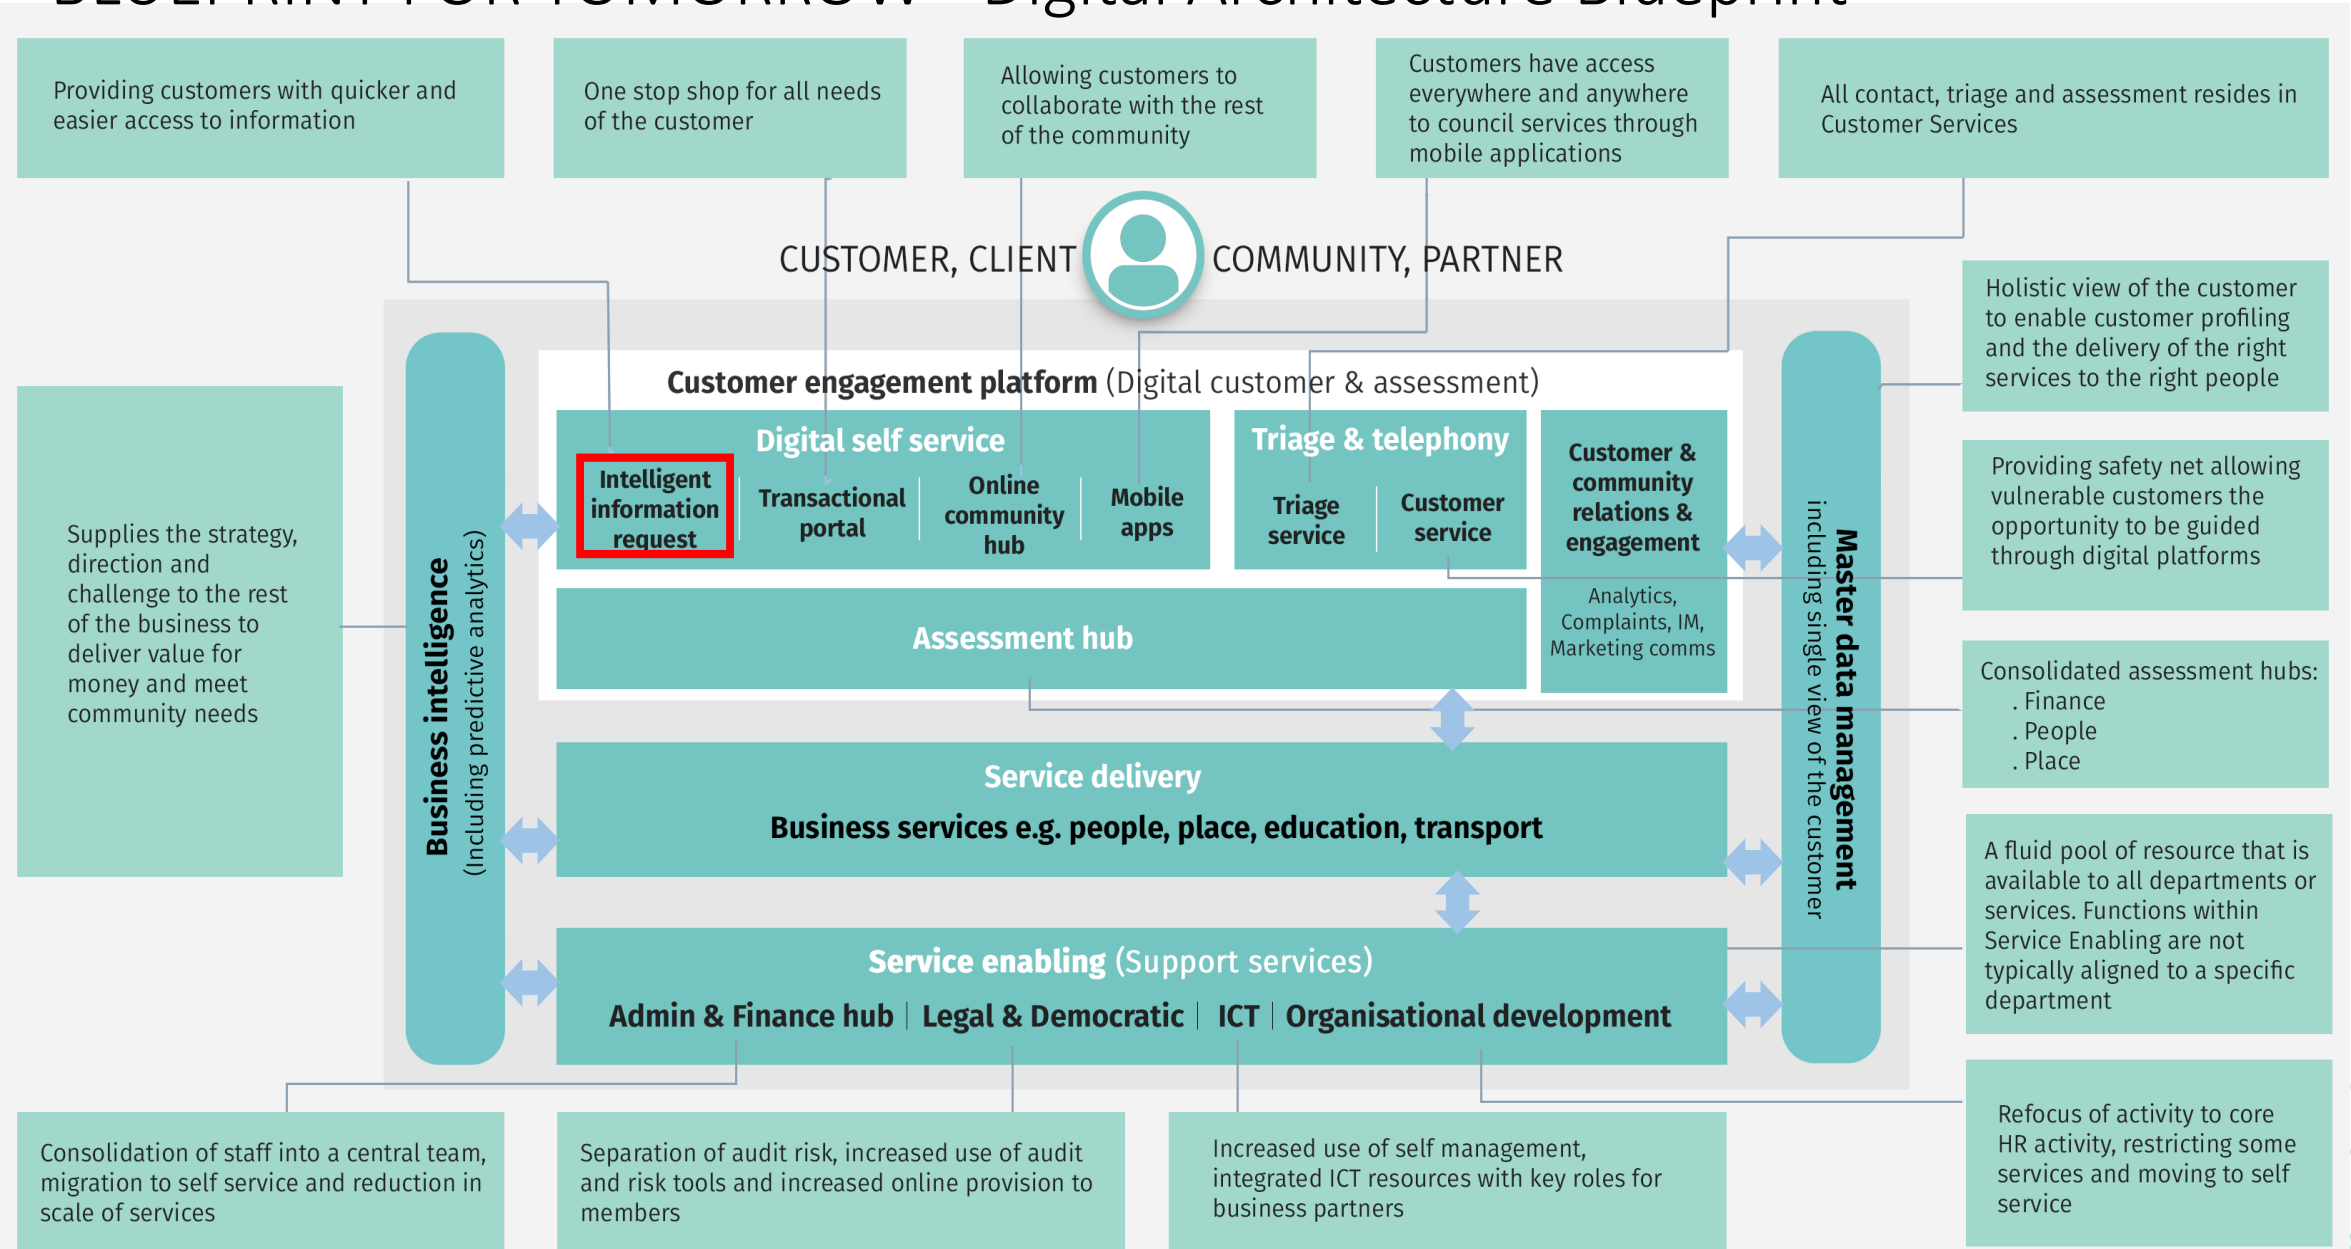 BLUEPRINT FOR TOMORROW - Digital Architecture Blueprint
Providing customers with quicker and
easier access to information
One stop shop for all needs
of the customer
Allowing customers to
collaborate with the rest
of the community
Customers have access
everywhere and anywhere
to council services through
mobile applications
All contact, triage and assessment resides in
Customer Services
CUSTOMER, CLIENT
COMMUNITY, PARTNER
Holistic view of the customer
to enable customer profiling
and the delivery of the right
services to the right people
Providing safety net allowing
vulnerable customers the
opportunity to be guided
through digital platforms
Consolidated assessment hubs:
. Finance
. People
. Place
A fluid pool of resource that is
available to all departments or
services. Functions within
Service Enabling are not
typically aligned to a specific
department
Refocus of activity to core
HR activity, restricting some
services and moving to self
service
Supplies the strategy,
direction and
challenge to the rest
of the business to
deliver value for
money and meet
community needs
Business intelligence
(Including predictive analytics)
Customer engagement platform (Digital customer & assessment)
Digital self service
Intelligent
information
request
Transactional
portal
Online
community
hub
Mobile
apps
Triage & telephony
Triage
service
Customer
service
Customer &
community
relations &
engagement
Analytics,
Complaints, IM,
Marketing comms
Assessment hub
Service delivery
Business services e.g. people, place, education, transport
Service enabling (Support services)
Admin & Finance hub
Legal & Democratic
ICT
Organisational development
Master data management
including single view of the customer
Consolidation of staff into a central team,
migration to self service and reduction in
scale of services
Separation of audit risk, increased use of audit
and risk tools and increased online provision to
members
Increased use of self management,
integrated ICT resources with key roles for
business partners